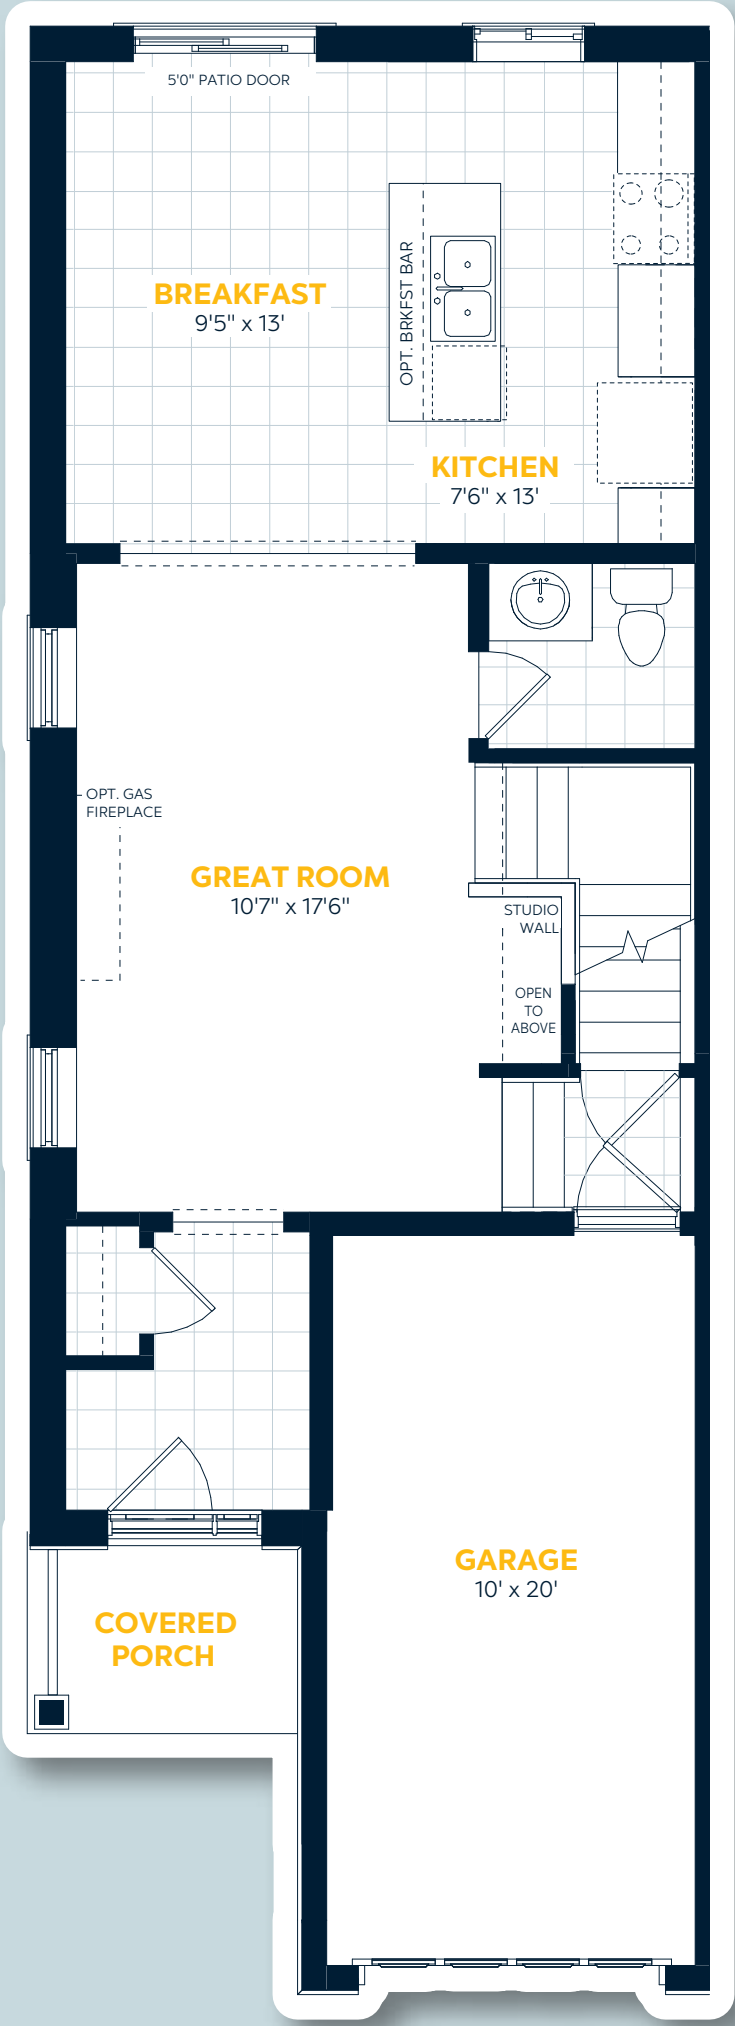 5'0" PATIO DOOR
OPT. BRKFST BAR
BREAKFAST
9'5" x 13'
KITCHEN
7'6" x 13'
OPT. GAS
FIREPLACE
GREAT ROOM
10'7" x 17'6"
STUDIO
WALL
OPEN
TO
ABOVE
GARAGE
10' x 20'
COVERED
PORCH